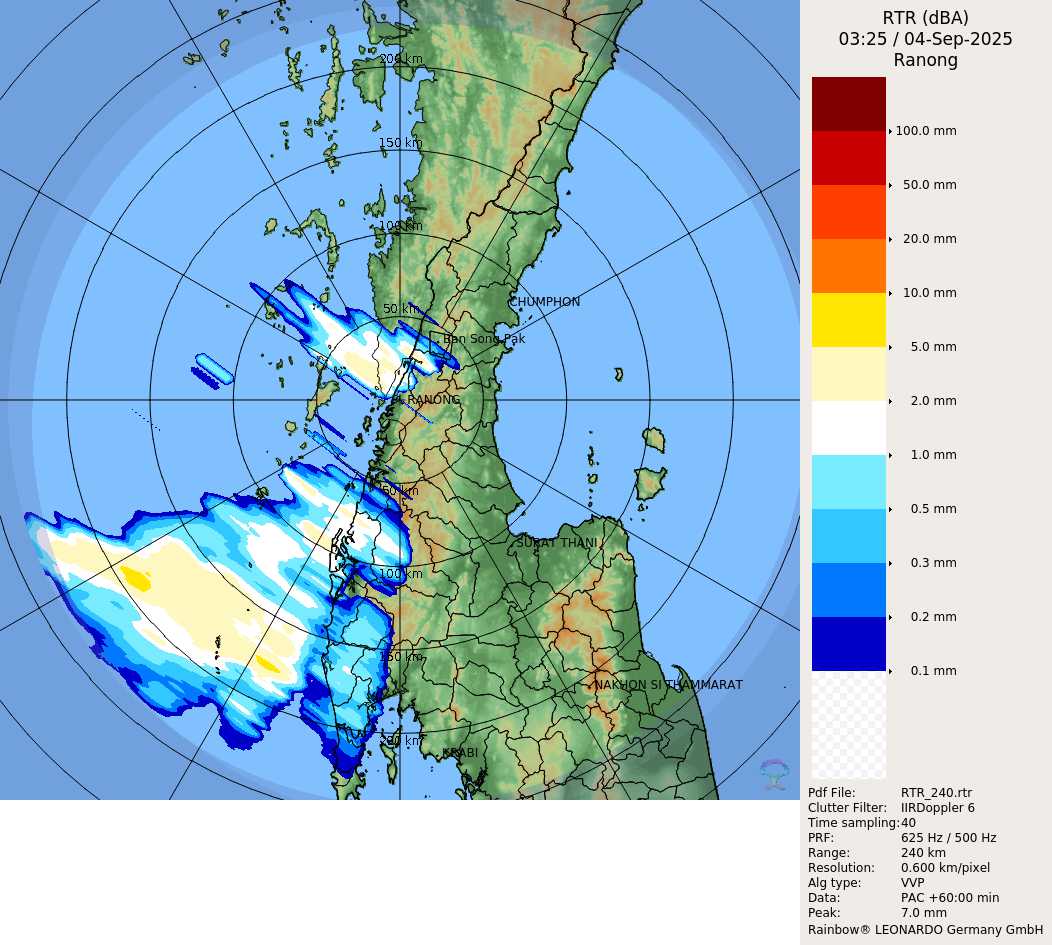 RTR (dBA)
03:25 / 04-Sep-2025
Ranong
200 km
150 km
100 km
50 km
CHUMPHON
Ban Song Pak
RANONG
50 km
SURAT THANI
100 km
150 km
NAKHON SI THAMMARAT
200 km
KRABI
100.0 mm
50.0 mm
20.0 mm
10.0 mm
5.0 mm
2.0 mm
1.0 mm
0.5 mm
0.3 mm
0.2 mm
0.1 mm
Pdf File: RTR_240.rtr
Clutter Filter: IIRDoppler 6
Time sampling:40
PRF: 625 Hz / 500 Hz
Range: 240 km
Resolution: 0.600 km/pixel
Alg type: VVP
Data: PAC +60:00 min
Peak: 7.0 mm
Rainbow® LEONARDO Germany GmbH